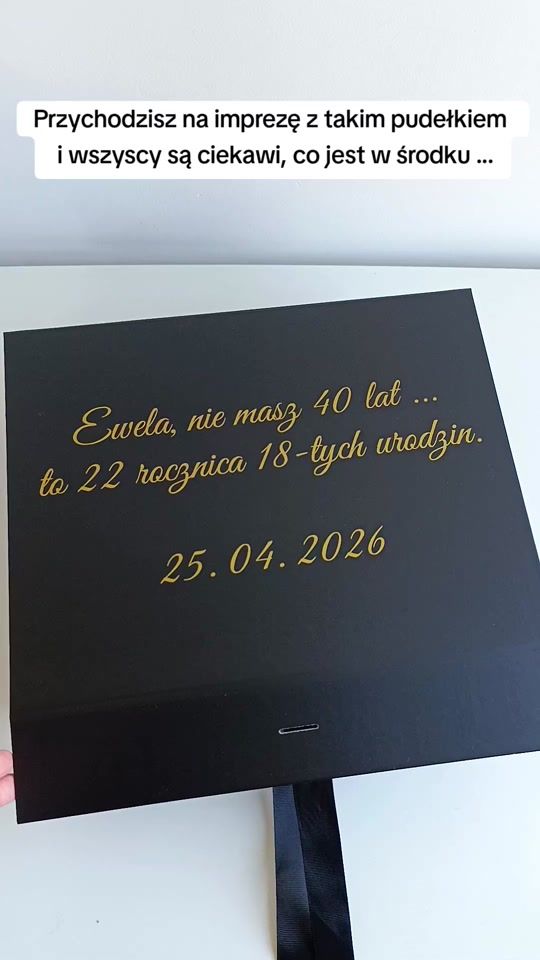 Przychodzisz na imprezę z takim pudełkiem
i wszyscy są ciekawi, co jest w środku ...
Ewela, nie masz 40 lat ...
to 22 rocznica 18-tych urodzin.
25.04.2026